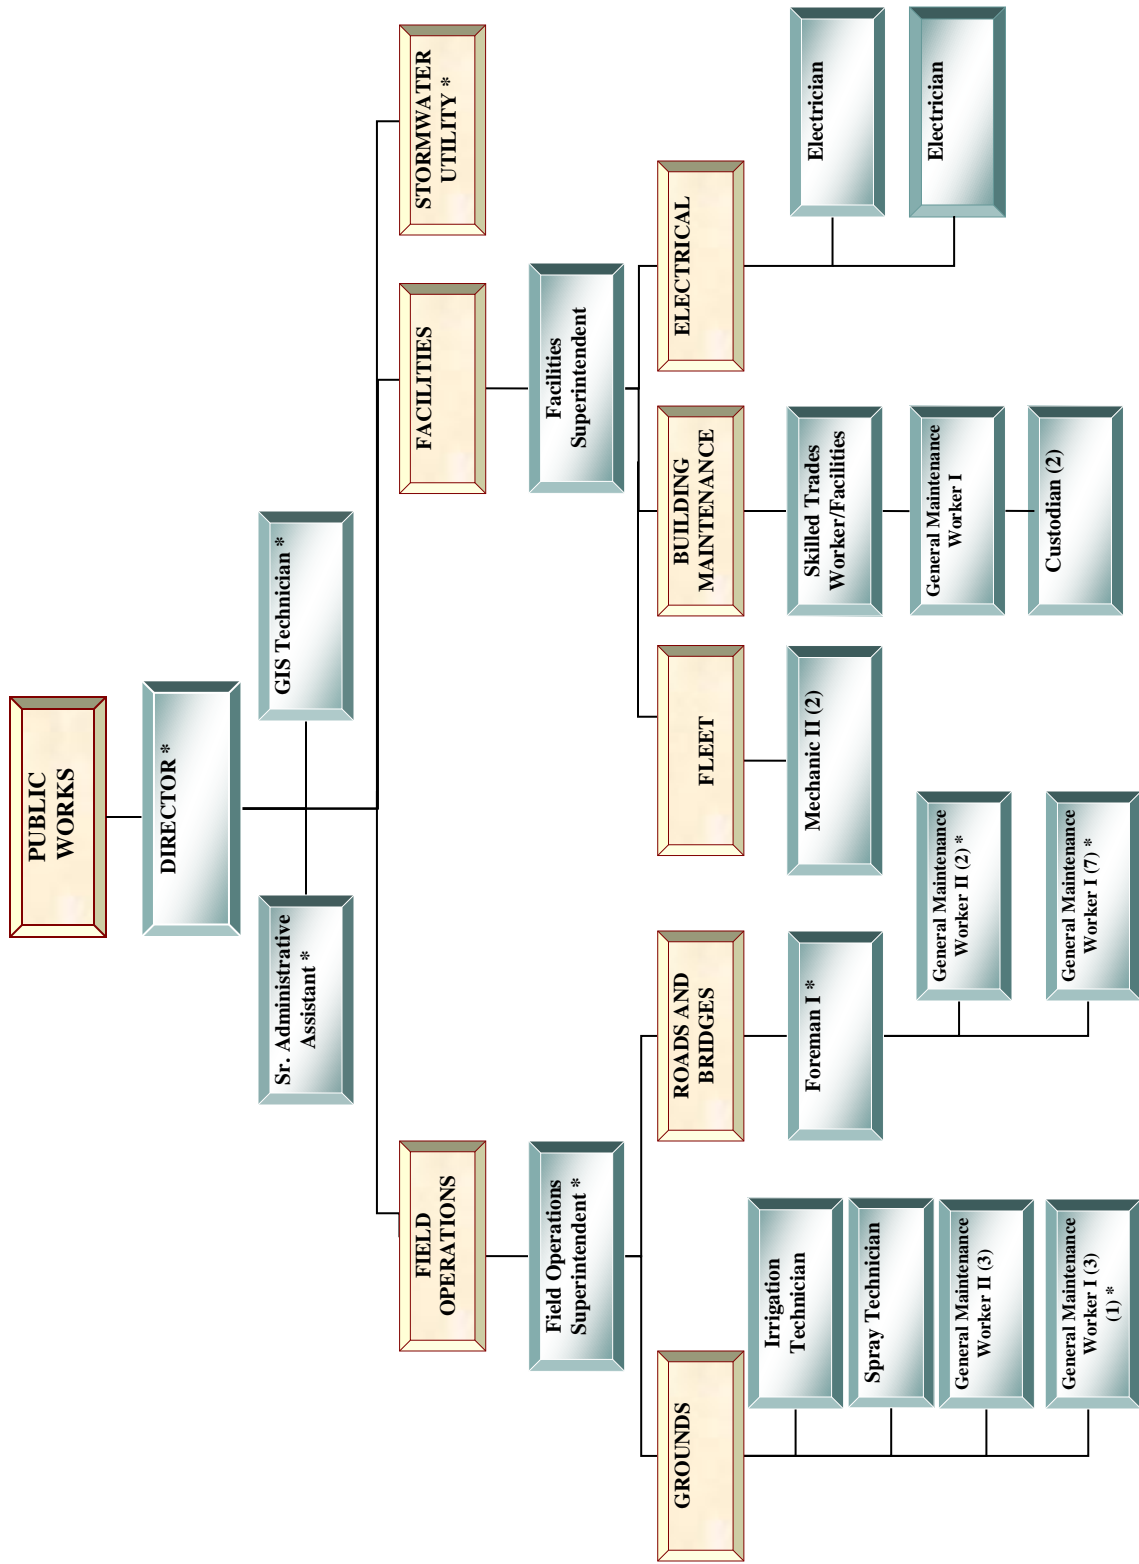 PUBLIC
WORKS
DIRECTOR *
Sr. Administrative
Assistant *
GIS Technician *
FIELD
OPERATIONS
FACILITIES
STORMWATER
UTILITY *
Field Operations
Superintendent *
Facilities
Superintendent
GROUNDS
ROADS AND
BRIDGES
FLEET
BUILDING
MAINTENANCE
ELECTRICAL
Irrigation
Technician
Spray Technician
General Maintenance
Worker II (3)
General Maintenance
Worker I (3)
(1) *
Foreman I *
General Maintenance
Worker II (2) *
General Maintenance
Worker I (7) *
Mechanic II (2)
Skilled Trades
Worker/Facilities
General Maintenance
Worker I
Custodian (2)
Electrician
Electrician